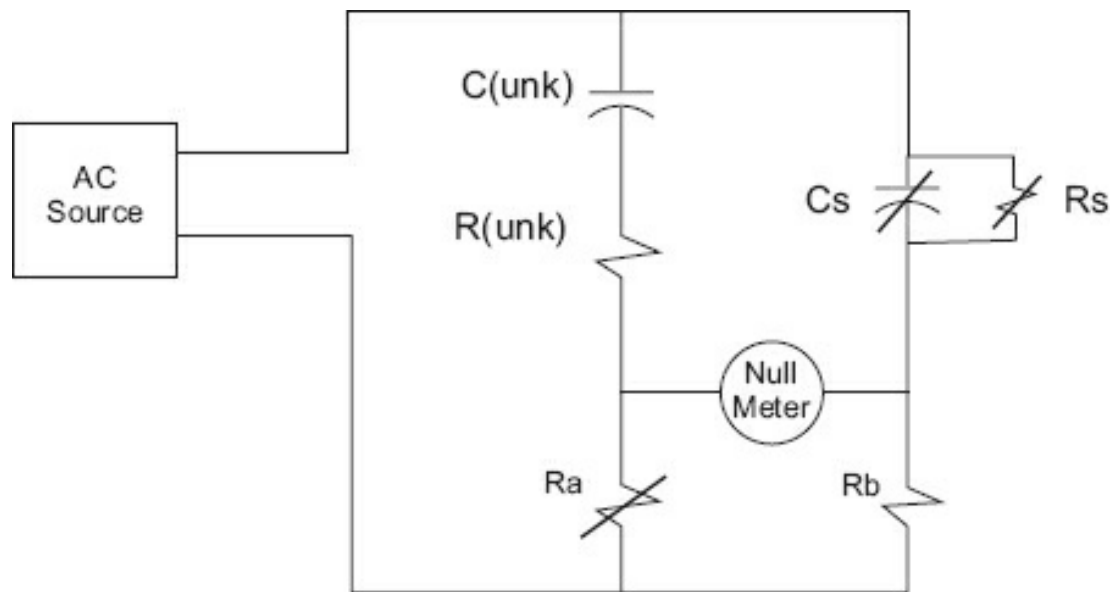 C(unk)
AC
Source
Cs
Rs
R(unk)
Null
Meter
Ra
Rb